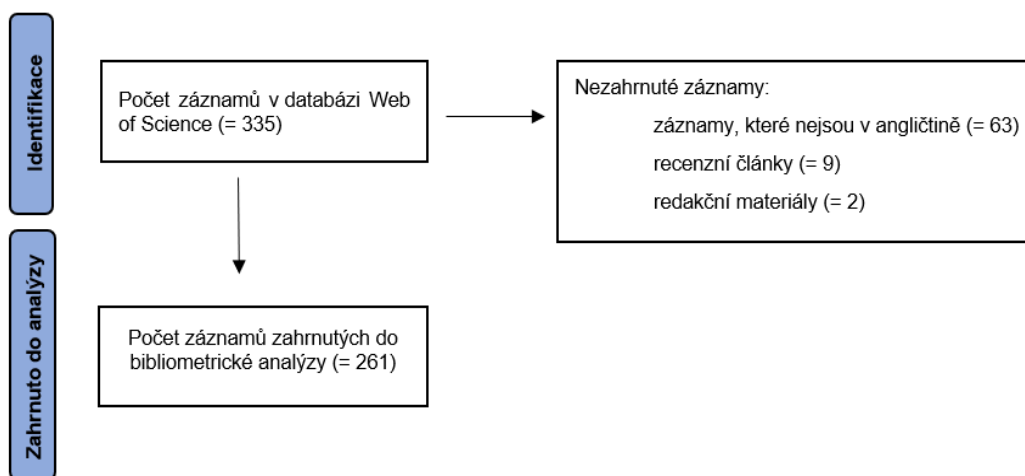 Identifikace
Počet záznamů v databázi Web
of Science (= 335)
Nezahrnuté záznamy:
záznamy, které nejsou v angličtině (= 63)
recenzní články (= 9)
redakční materiály (= 2)
Zahrnuto do analýzy
Počet záznamů zahrnutých do
bibliometrické analýzy (= 261)